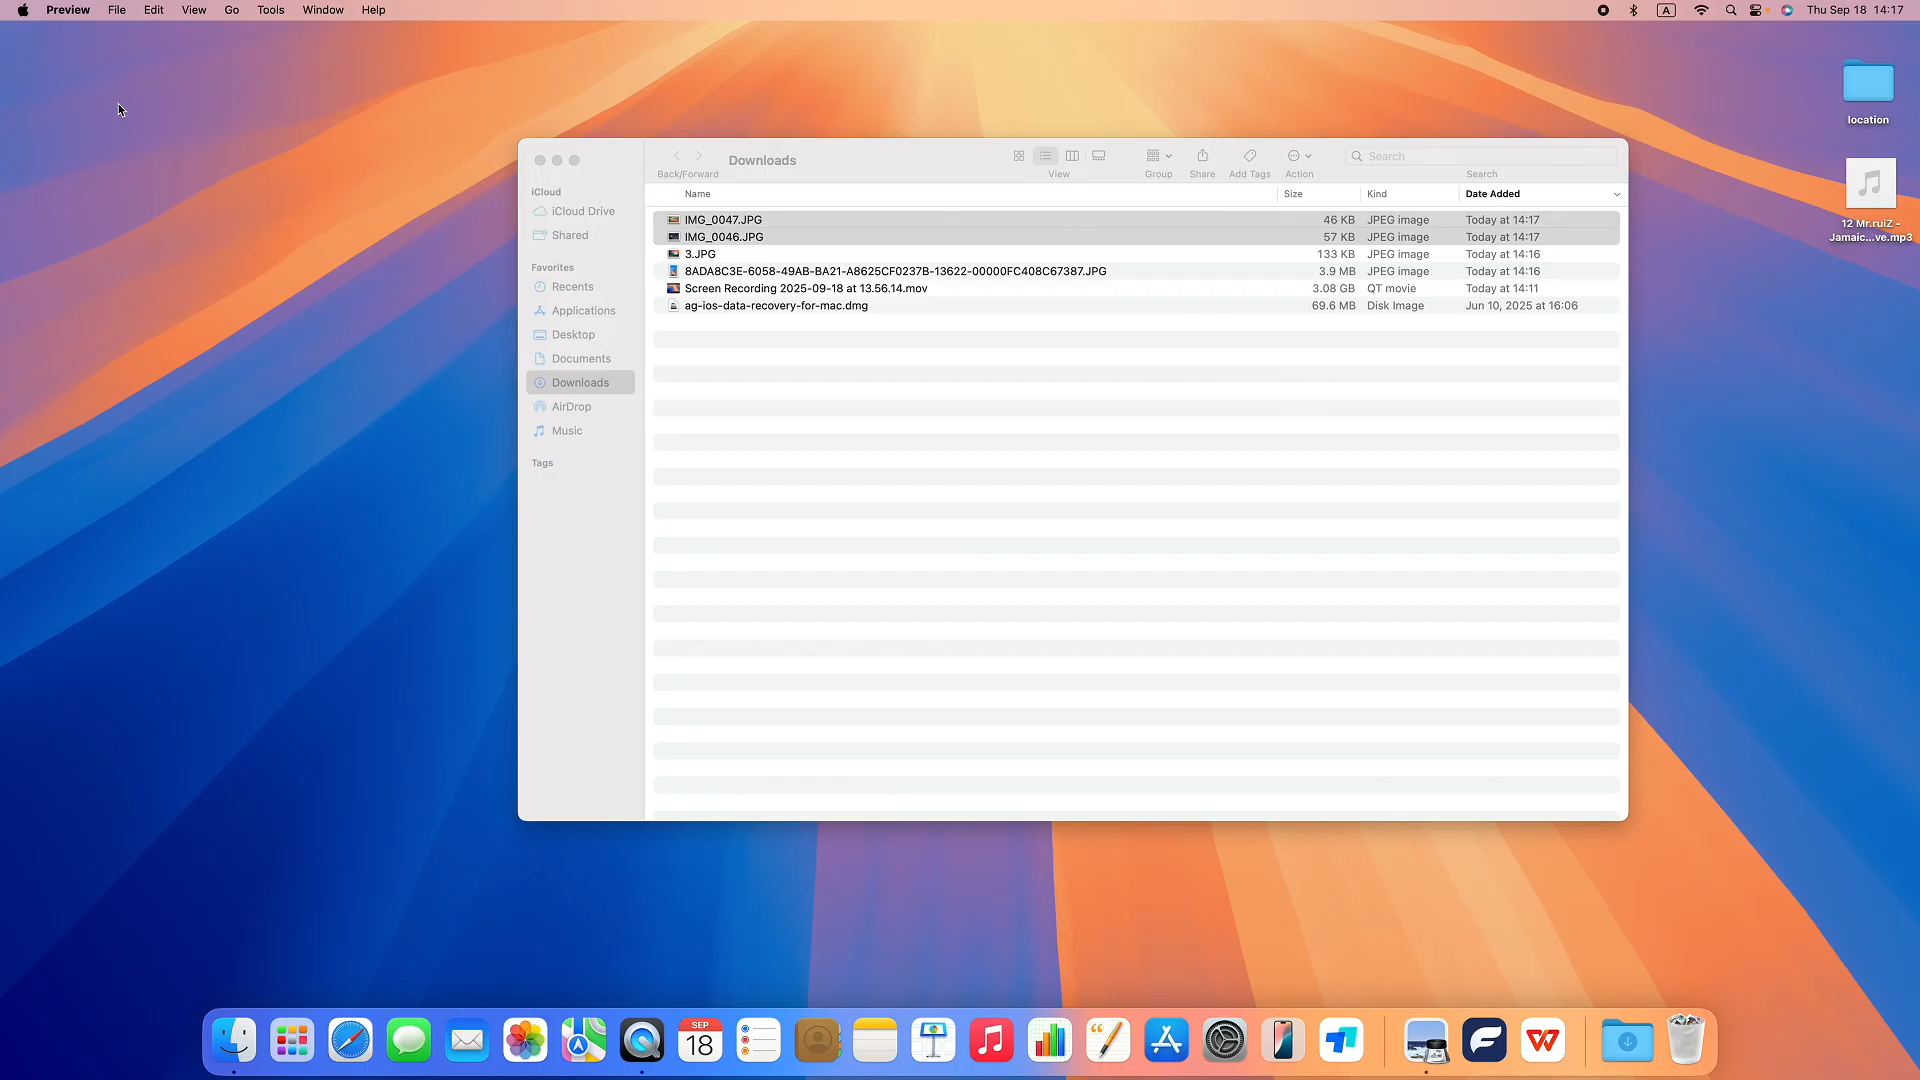 Preview File Edit View Go Tools Window Help
A Thu Sep 18 14:17
location
12 Mr.ruiZ -
Jamaic...ve.mp3
Downloads
Back/Forward View Group Share Add Tags Action Search
Search
iCloud
iCloud Drive
Shared
Favorites
Recents
Applications
Desktop
Documents
Downloads
AirDrop
Music
Tags
Name Size Kind Date Added
IMG_0047.JPG 46 KB JPEG image Today at 14:17
IMG_0046.JPG 57 KB JPEG image Today at 14:17
3.JPG 133 KB JPEG image Today at 14:16
8ADA8C3E-6058-49AB-BA21-A8625CF0237B-13622-00000FC408C67387.JPG 3.9 MB JPEG image Today at 14:16
Screen Recording 2025-09-18 at 13.56.14.mov 3.08 GB QT movie Today at 14:11
ag-ios-data-recovery-for-mac.dmg 69.6 MB Disk Image Jun 10, 2025 at 16:06
SEP
18